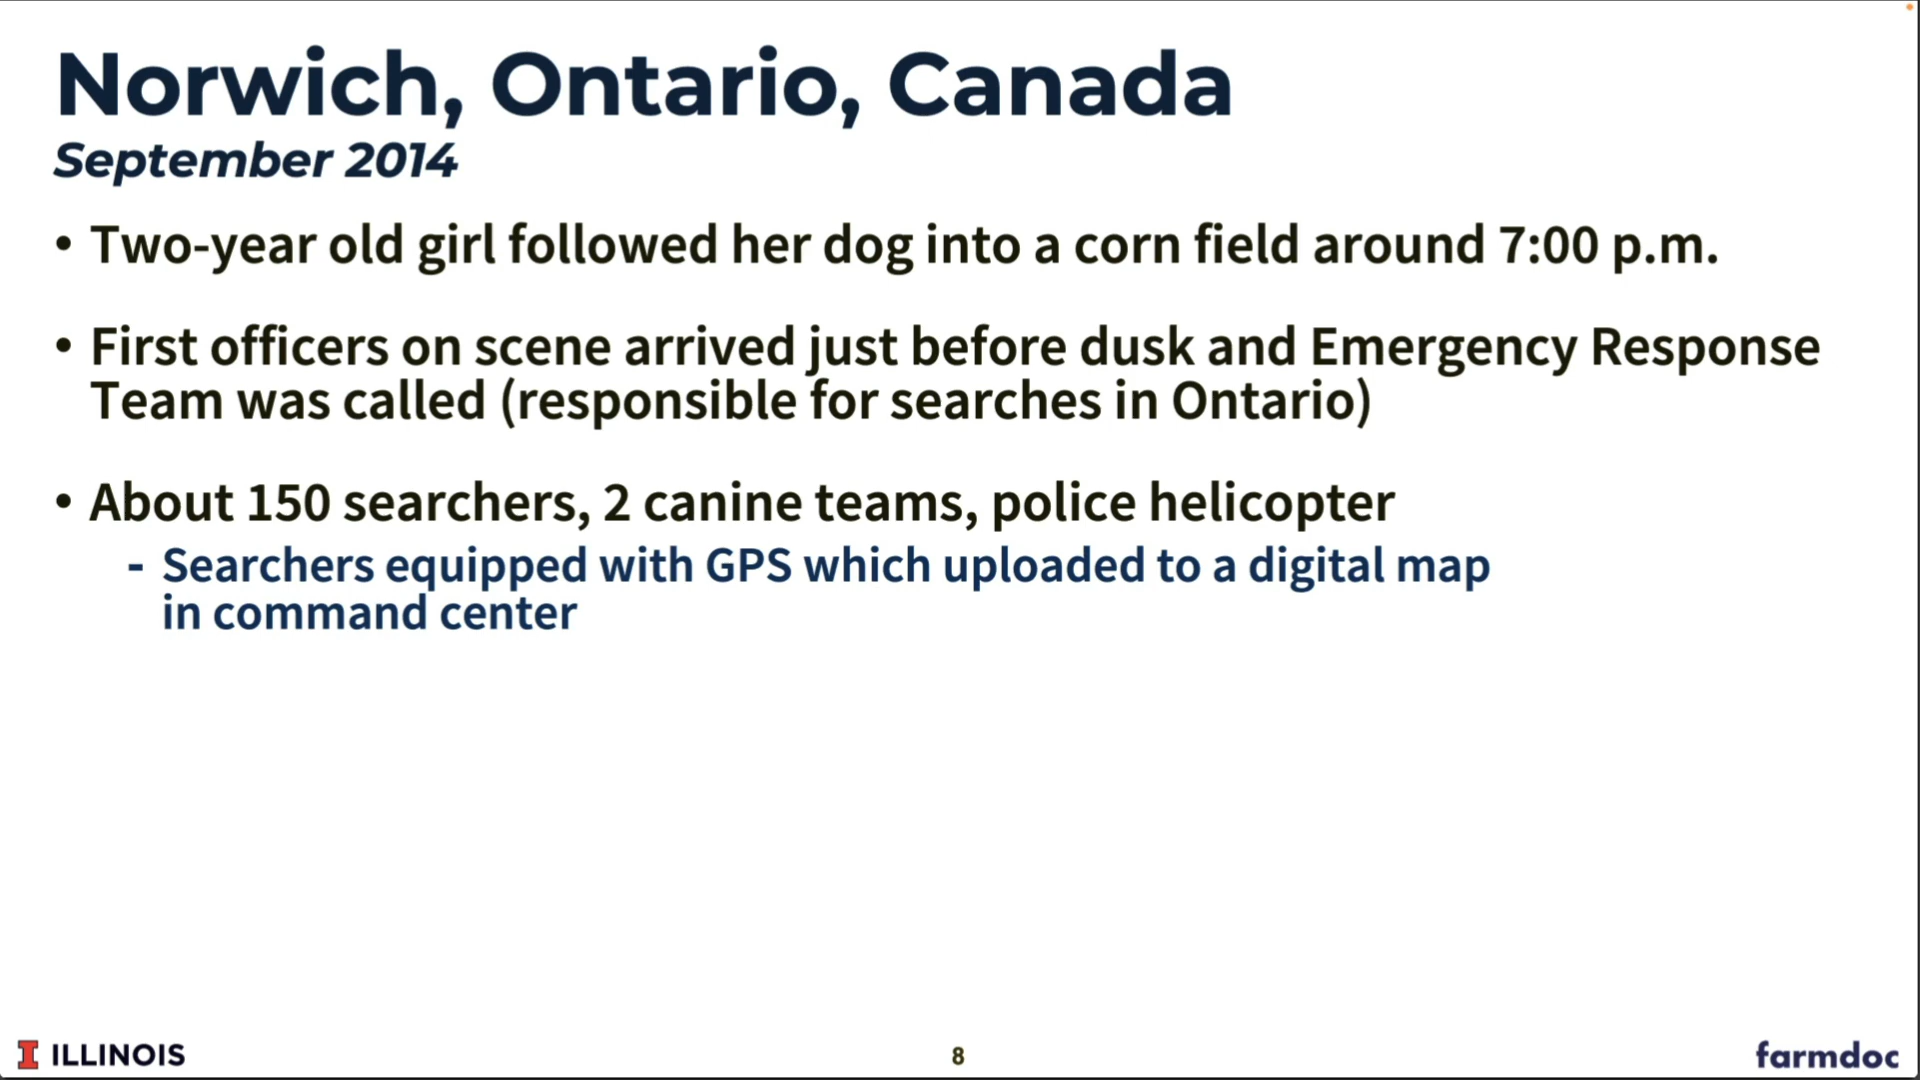 Norwich, Ontario, Canada
September 2014
• Two-year old girl followed her dog into a corn field around 7:00 p.m.
• First officers on scene arrived just before dusk and Emergency Response
Team was called (responsible for searches in Ontario)
• About 150 searchers, 2 canine teams, police helicopter
- Searchers equipped with GPS which uploaded to a digital map
in command center
I ILLINOIS
8
farmdoc